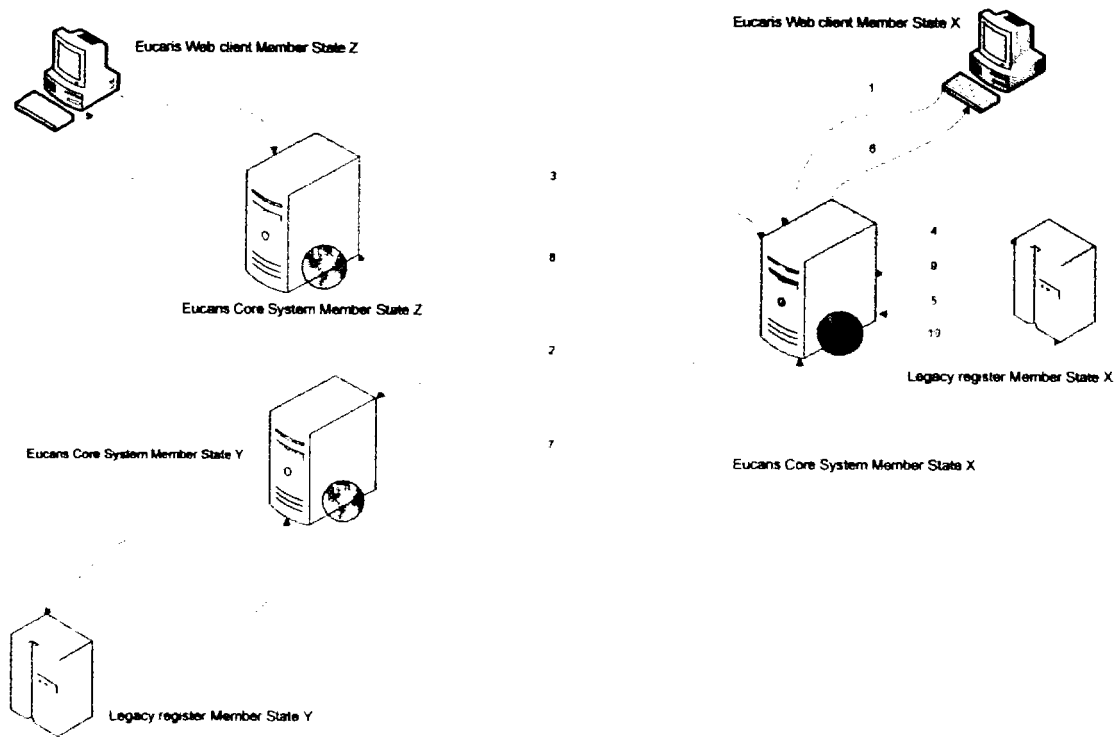 Eucaris Web client Member State Z
Eucaris Web client Member State X
1
6
3
8
4
9
5
10
Eucaris Core System Member State Z
2
Legacy register Member State X
Eucaris Core System Member State Y
7
Eucaris Core System Member State X
Legacy register Member State Y